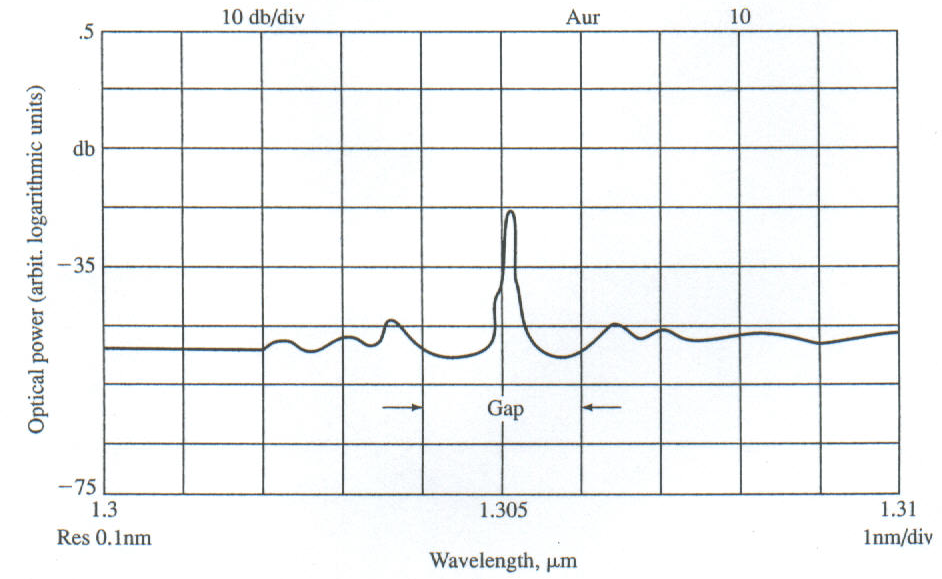 10 db/div Aur 10
.5
db
−35
−75
Optical power (arbit. logarithmic units)
Gap
1.3 1.305 1.31
Res 0.1nm 1nm/div
Wavelength, μm